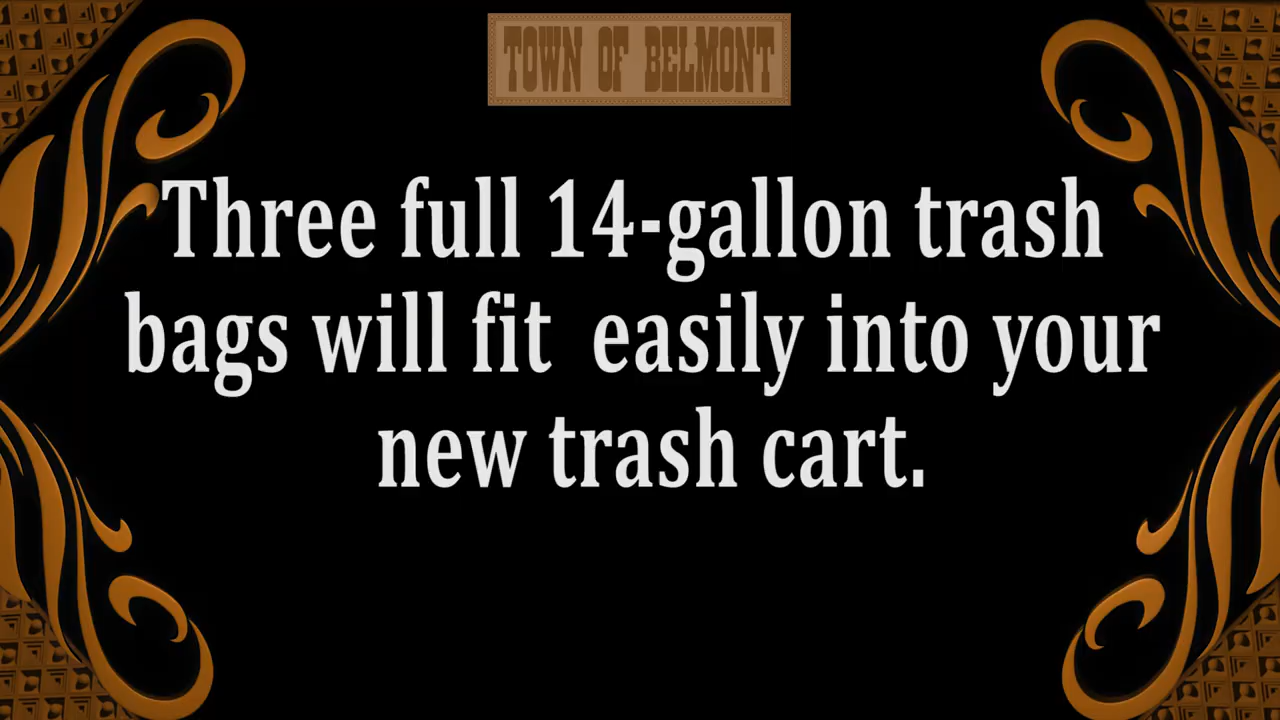 TOWN OF BELMONT
Three full 14-gallon trash
bags will fit  easily into your
new trash cart.